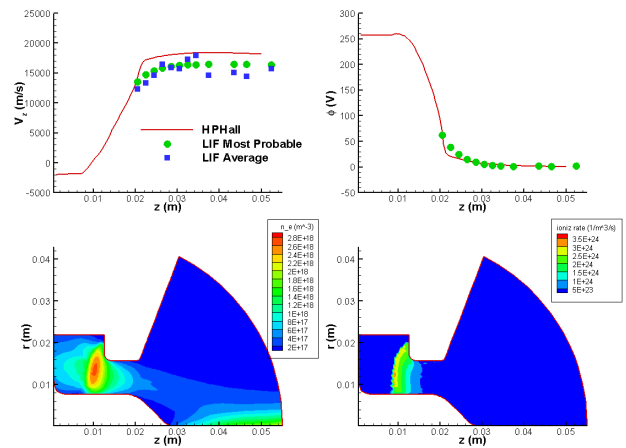 25000
20000
15000
10000
5000
0
-5000
V_z (m/s)
HPHall
LIF Most Probable
LIF Average
0.01 0.02 0.03 0.04 0.05
z (m)
300
250
200
150
100
50
0
-50
ϕ (V)
0.01 0.02 0.03 0.04 0.05
z (m)
n_e (m^-3)
2.8E+18
2.6E+18
2.4E+18
2.2E+18
2E+18
1.8E+18
1.6E+18
1.4E+18
1.2E+18
1E+18
8E+17
6E+17
4E+17
2E+17
0.04
0.03
0.02
0.01
r (m)
0.01 0.02 0.03 0.04 0.05
z (m)
ioniz rate (1/m^3/s)
3.5E+24
3E+24
2.5E+24
2E+24
1.5E+24
1E+24
5E+23
0.04
0.03
0.02
0.01
r (m)
0.01 0.02 0.03 0.04 0.05
z (m)